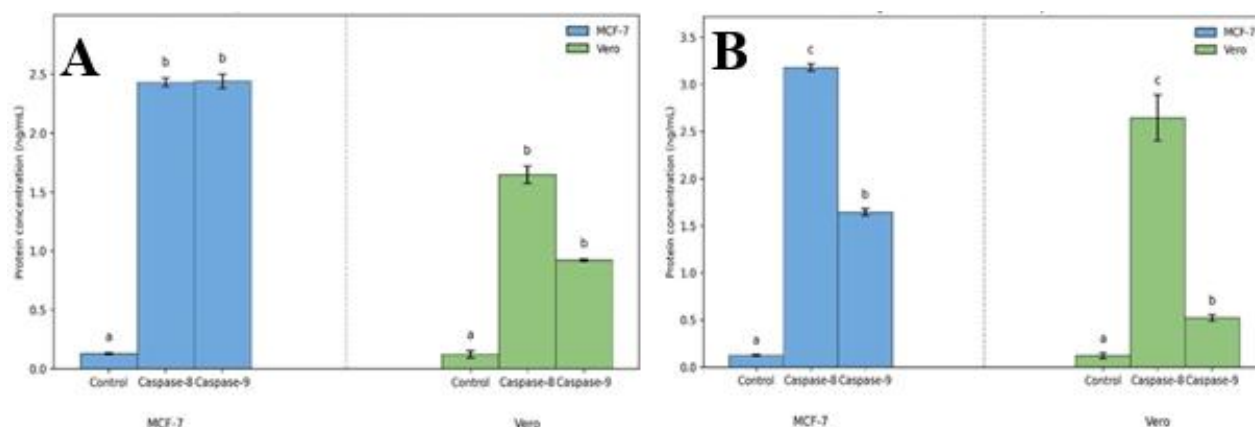 A
MCF-7
Vero
Protein concentration (ng/mL)
2.5
2.0
1.5
1.0
0.5
0.0
a
b
b
a
b
b
Control
Caspase-8
Caspase-9
Control
Caspase-8
Caspase-9
MCF-7
Vero
B
MCF-7
Vero
Protein concentration (ng/mL)
3.5
3.0
2.5
2.0
1.5
1.0
0.5
0.0
a
c
b
a
c
b
Control
Caspase-8
Caspase-9
Control
Caspase-8
Caspase-9
MCF-7
Vero